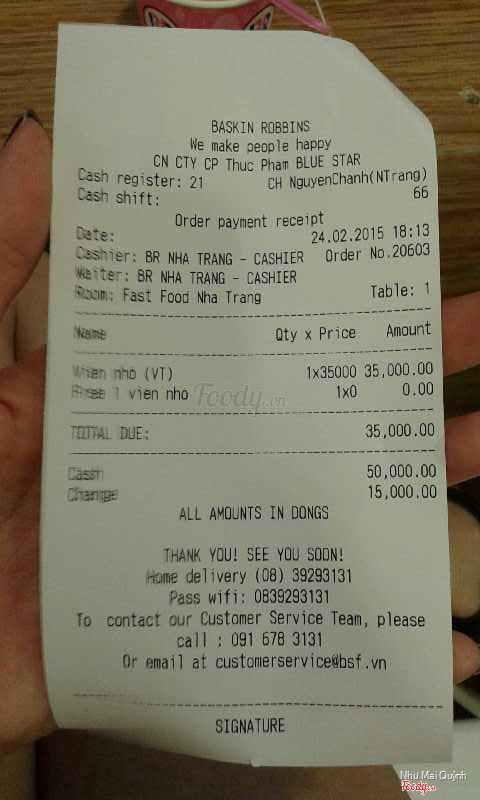 BASKIN ROBBINS
We make people happy
CN CTY CP Thuc Pham BLUE STAR
Cash register: 21 CH NguyenChanh(NTrang)
Cash shift: 66
Order payment receipt
Date: 24.02.2015 18:13
Cashier: BR NHA TRANG - CASHIER Order No.20603
Waiter: BR NHA TRANG - CASHIER
Room: Fast Food Nha Trang Table: 1
Name Qty x Price Amount
nhỏ (VT) 1x35000 35,000.00
1 viên nhỏ 1x0 0.00
Foody.vn
TOTAL DUE: 35,000.00
Cash 50,000.00
Change 15,000.00
ALL AMOUNTS IN DONGS
THANK YOU! SEE YOU SOON!
Home delivery (08) 39293131
Pass wifi: 0839293131
To contact our Customer Service Team, please
call : 091 678 3131
Or email at customerservice@bsf.vn
SIGNATURE
Như Mai Quỳnh
Foody.vn